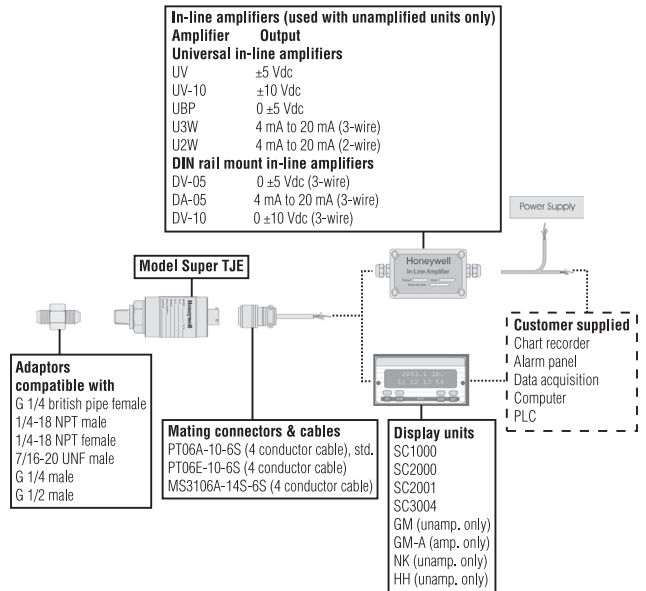 In-line amplifiers (used with unamplified units only)
Amplifier Output
Universal in-line amplifiers
UV ±5 Vdc
UV-10 ±10 Vdc
UBP 0 ±5 Vdc
U3W 4 mA to 20 mA (3-wire)
U2W 4 mA to 20 mA (2-wire)
DIN rail mount in-line amplifiers
DV-05 0 ±5 Vdc (3-wire)
DA-05 4 mA to 20 mA (3-wire)
DV-10 0 ±10 Vdc (3-wire)
Power Supply
Model Super TJE
Honeywell
Honeywell
In-Line Amplifier
2003.1 in.
L1 L2 L3 L4
Adaptors
compatible with
G 1/4 british pipe female
1/4-18 NPT male
1/4-18 NPT female
7/16-20 UNF male
G 1/4 male
G 1/2 male
Mating connectors & cables
PT06A-10-6S (4 conductor cable), std.
PT06E-10-6S (4 conductor cable)
MS3106A-14S-6S (4 conductor cable)
Display units
SC1000
SC2000
SC2001
SC3004
GM (unamp. only)
GM-A (amp. only)
NK (unamp. only)
HH (unamp. only)
Customer supplied
Chart recorder
Alarm panel
Data acquisition
Computer
PLC